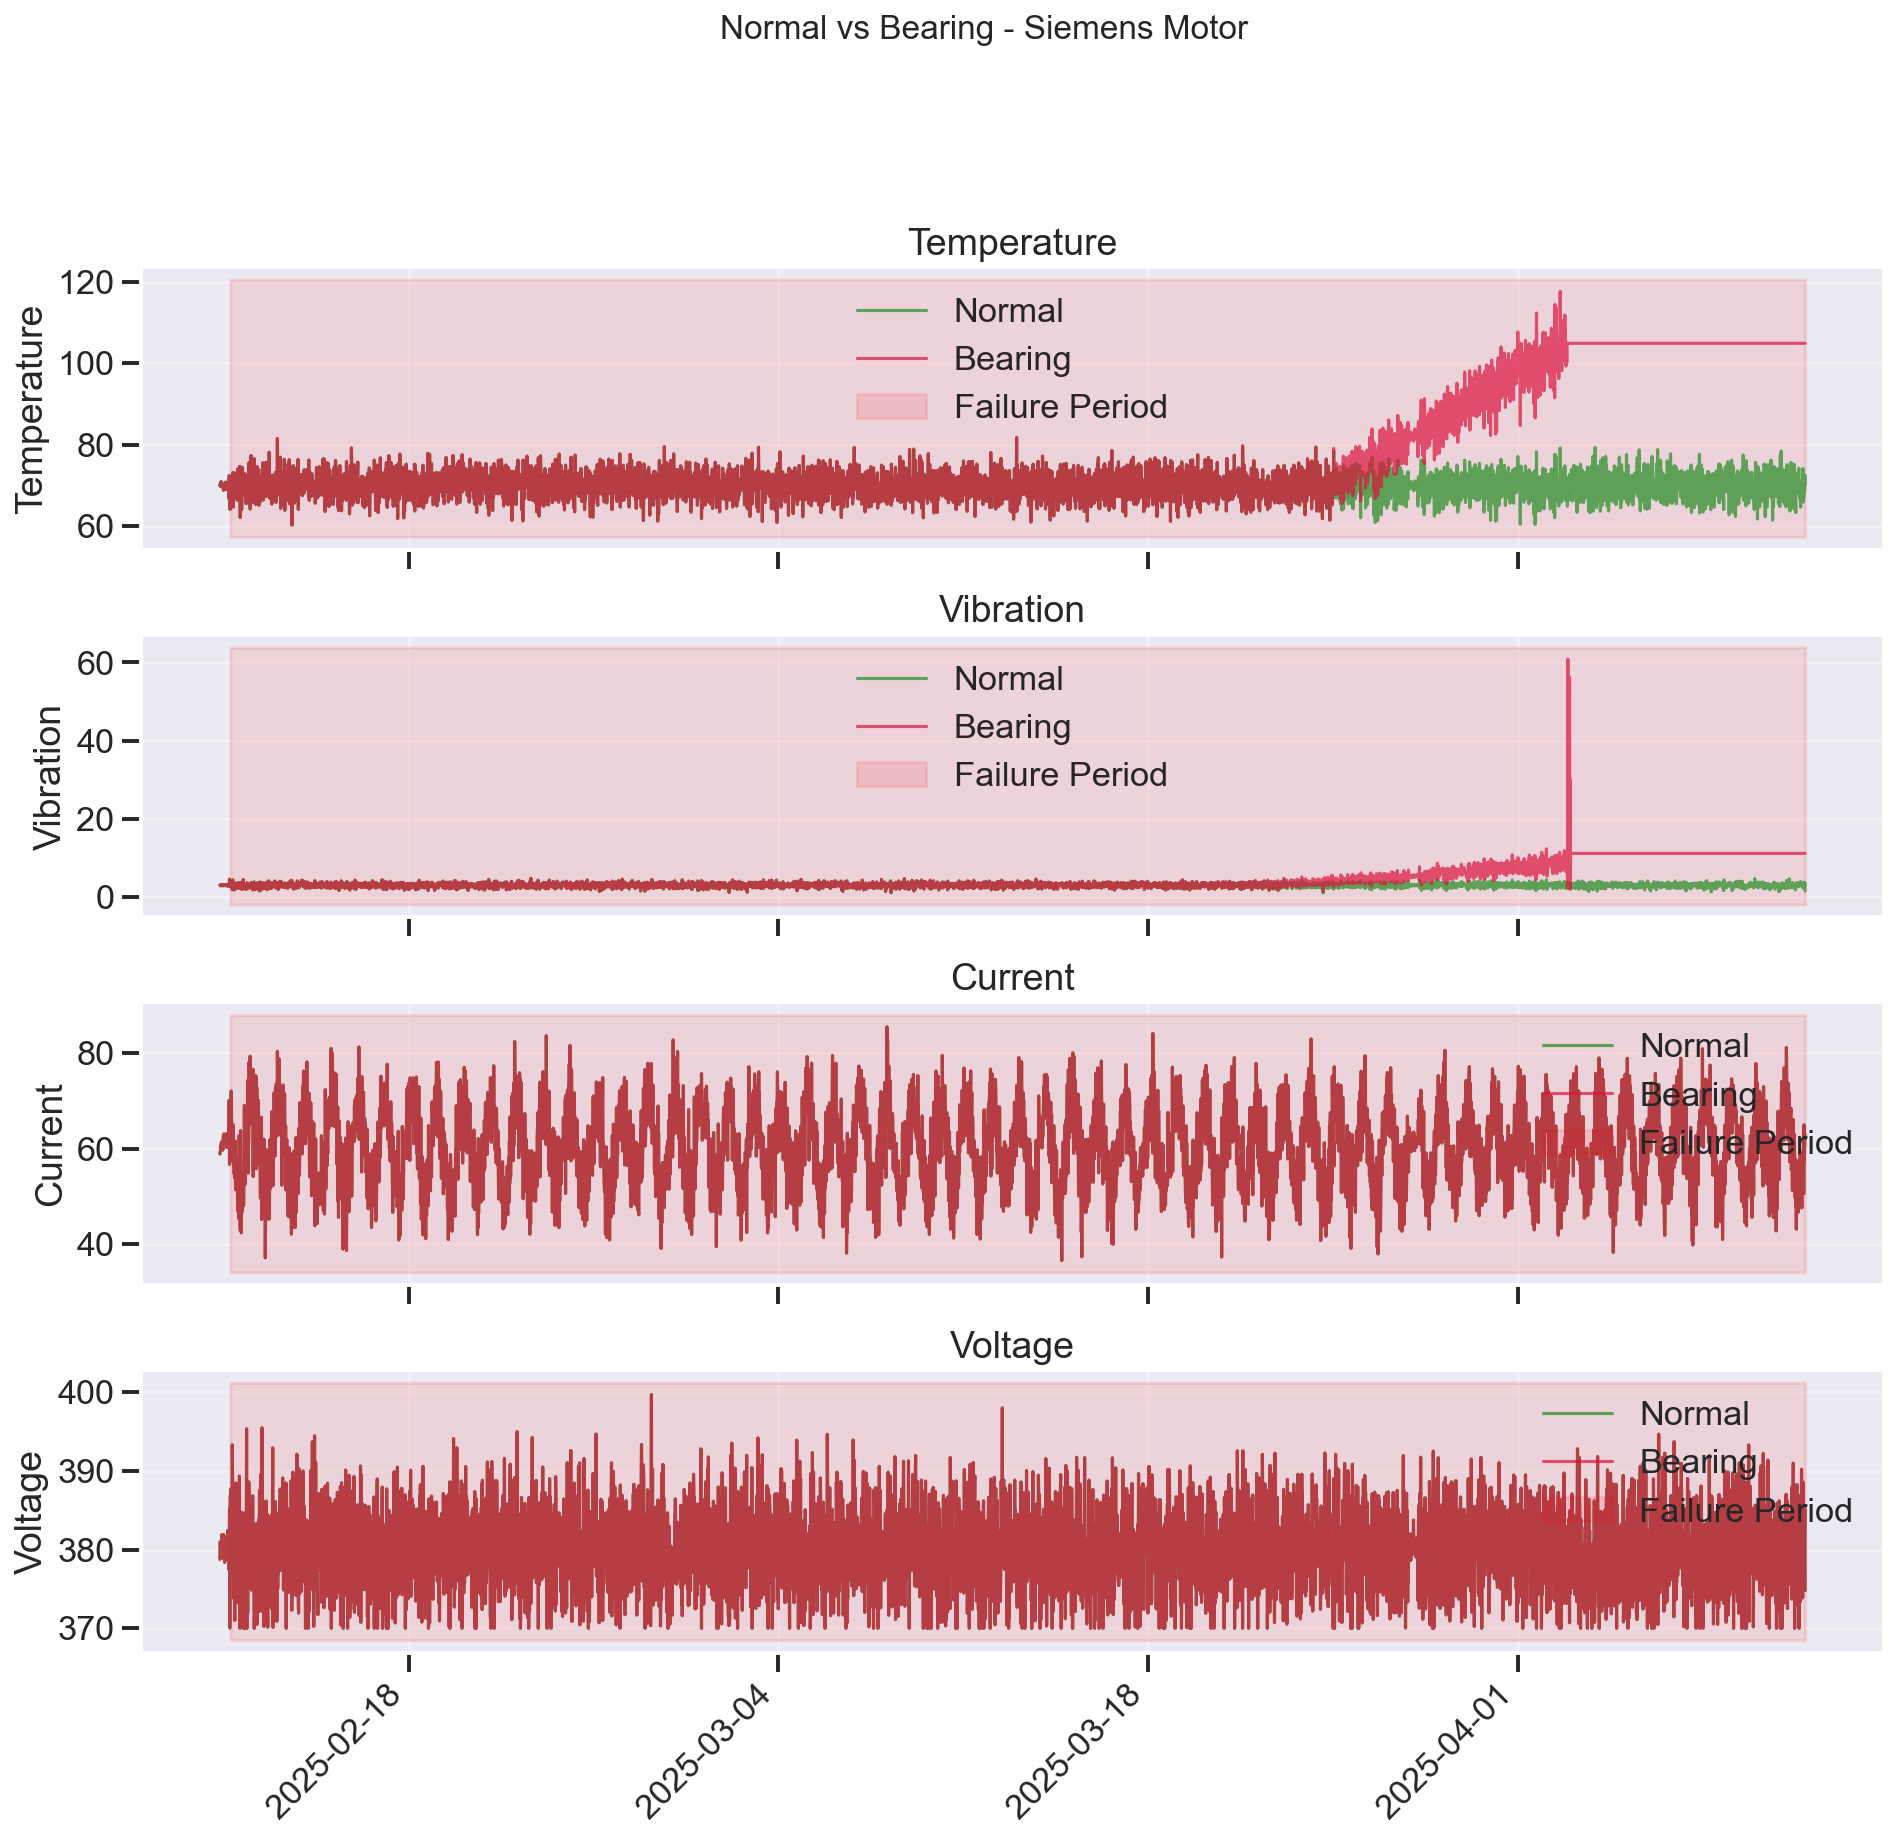 Normal vs Bearing - Siemens Motor
Temperature
Temperature
120
100
80
60
Normal
Bearing
Failure Period
Vibration
Vibration
60
40
20
0
Normal
Bearing
Failure Period
Current
Current
80
60
40
Normal
Bearing
Failure Period
Voltage
Voltage
400
390
380
370
Normal
Bearing
Failure Period
2025-02-18
2025-03-04
2025-03-18
2025-04-01